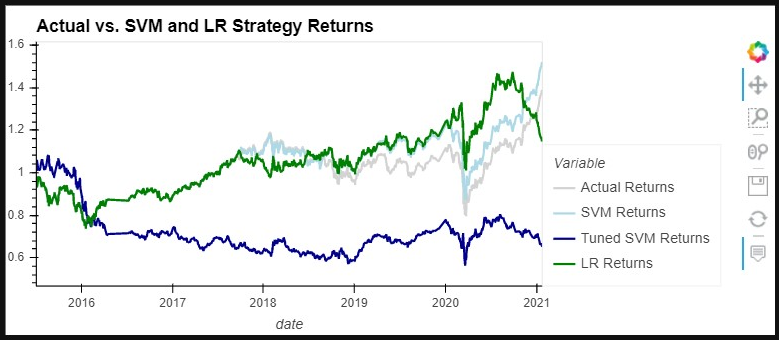 Actual vs. SVM and LR Strategy Returns
1.6
1.4
1.2
1
0.8
0.6
2016 2017 2018 2019 2020 2021
date
Variable
Actual Returns
SVM Returns
Tuned SVM Returns
LR Returns